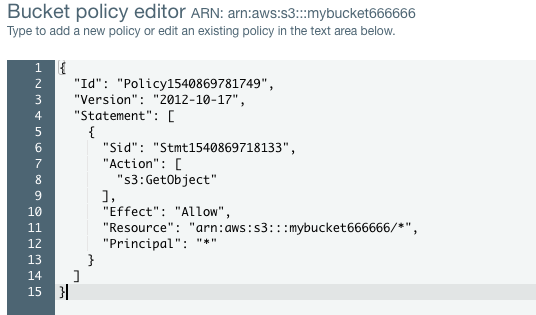 Bucket policy editor ARN: arn:aws:s3:::mybucket666666
Type to add a new policy or edit an existing policy in the text area below.
1 {
2 "Id": "Policy1540869781749",
3 "Version": "2012-10-17",
4 "Statement": [
5 {
6 "Sid": "Stmt1540869718133",
7 "Action": [
8 "s3:GetObject"
9 ],
10 "Effect": "Allow",
11 "Resource": "arn:aws:s3:::mybucket666666/*",
12 "Principal": "*"
13 }
14 ]
15 }